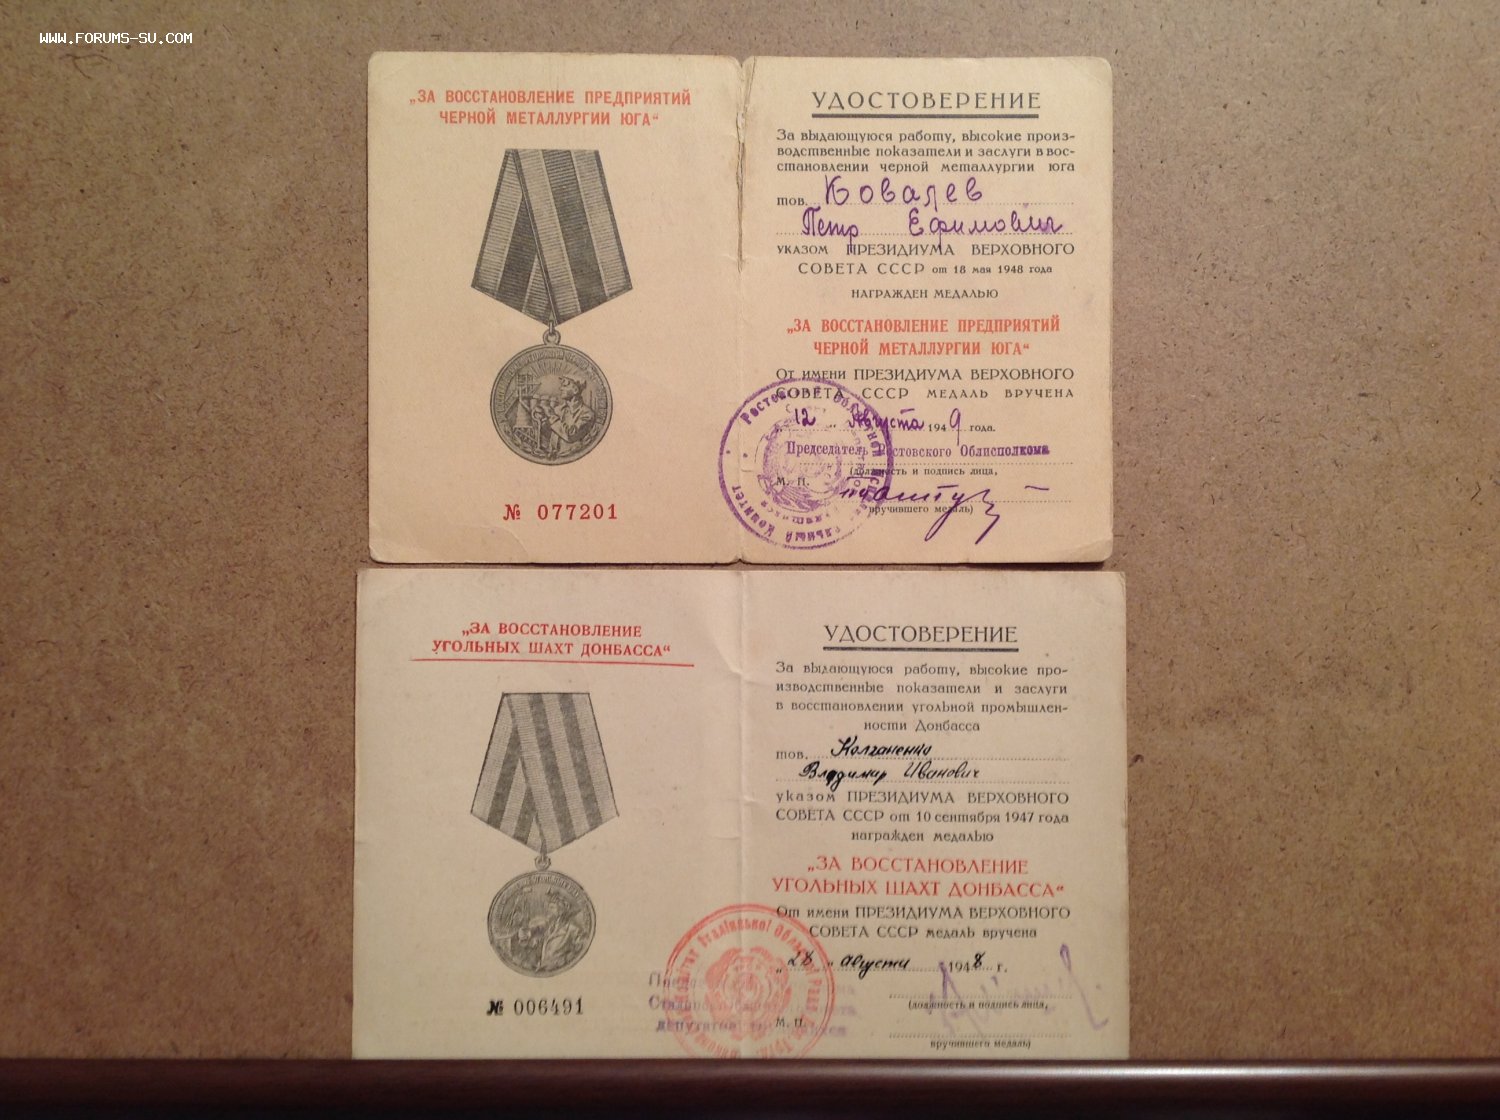 WWW.FORUMS-SU.COM
„ЗА ВОССТАНОВЛЕНИЕ ПРЕДПРИЯТИЙ
ЧЕРНОЙ МЕТАЛЛУРГИИ ЮГА“
№ 077201
УДОСТОВЕРЕНИЕ
За выдающуюся работу, высокие произ-
водственные показатели и заслуги в вос-
становлении черной металлургии юга
тов. Ковалев
Петр Ефимович
указом ПРЕЗИДИУМА ВЕРХОВНОГО
СОВЕТА СССР от 18 мая 1948 года
НАГРАЖДЕН МЕДАЛЬЮ
„ЗА ВОССТАНОВЛЕНИЕ ПРЕДПРИЯТИЙ
ЧЕРНОЙ МЕТАЛЛУРГИИ ЮГА“
От имени ПРЕЗИДИУМА ВЕРХОВНОГО
СОВЕТА СССР МЕДАЛЬ ВРУЧЕНА
12 „ Августа 1949 года.
Председатель Ростовского Облисполкома
(должность и подпись лица,
М. П.
вручившего медаль)
Ростовский Областной Исполнительный Комитет
„ЗА ВОССТАНОВЛЕНИЕ
УГОЛЬНЫХ ШАХТ ДОНБАССА“
№ 006491
УДОСТОВЕРЕНИЕ
За выдающуюся работу, высокие про-
изводственные показатели и заслуги
в восстановлении угольной промышлен-
ности Донбасса
тов. Колганенко
Владимир Иванович
указом ПРЕЗИДИУМА ВЕРХОВНОГО
СОВЕТА СССР от 10 сентября 1947 года
награжден медалью
„ЗА ВОССТАНОВЛЕНИЕ
УГОЛЬНЫХ ШАХТ ДОНБАССА“
От имени ПРЕЗИДИУМА ВЕРХОВНОГО
СОВЕТА СССР медаль вручена
„28 „ августа 1948 г.
(должность и подпись лица,
М. П.
вручившего медаль)